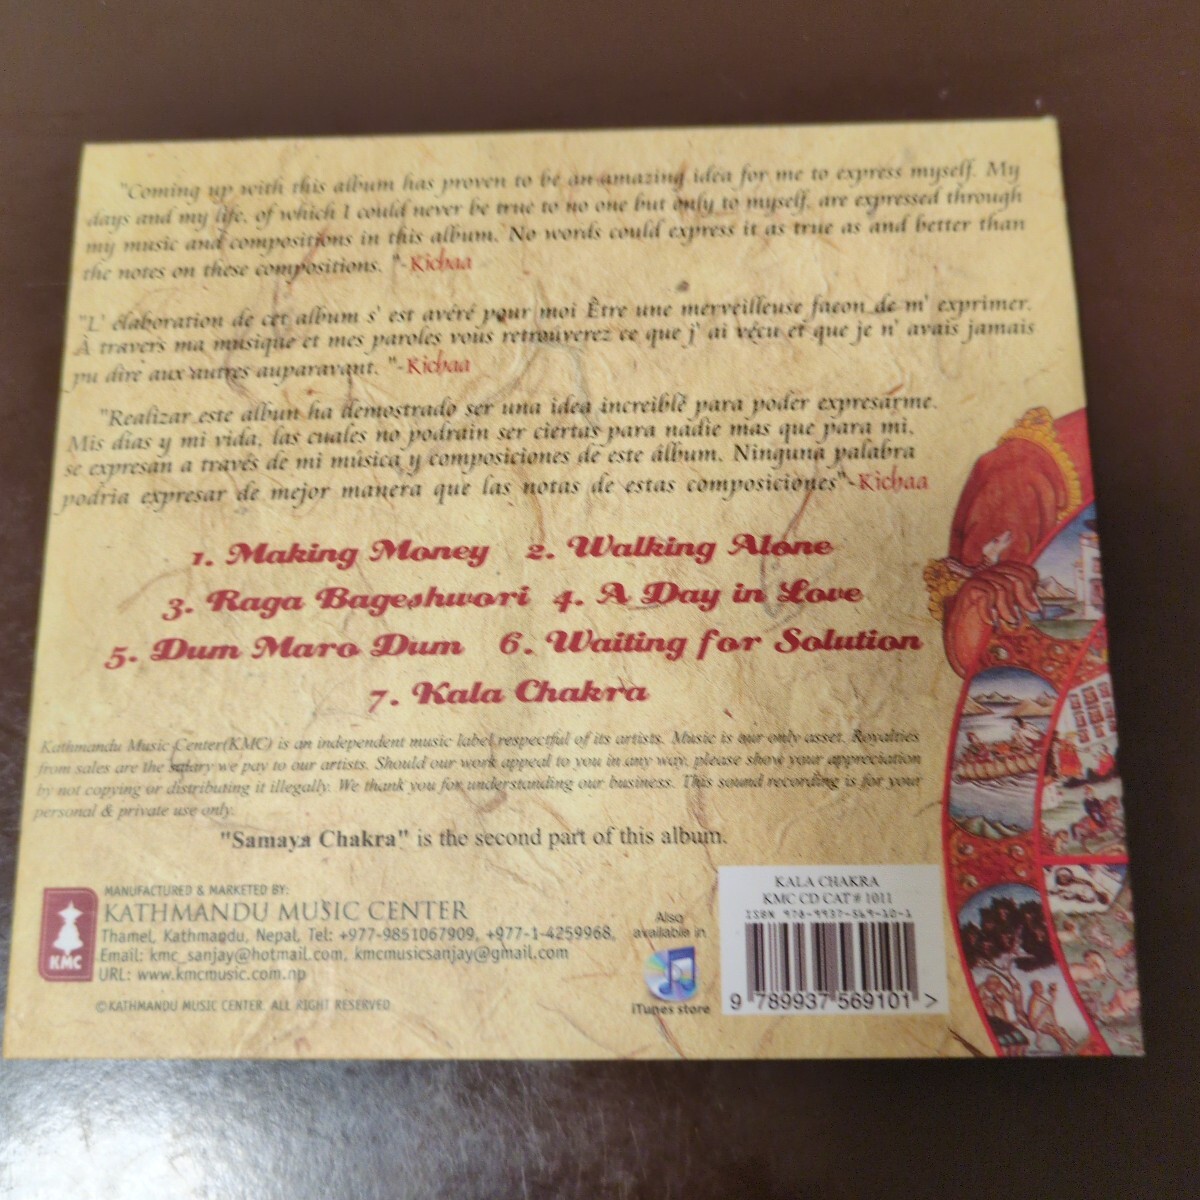 "Coming up with this album has proven to be an amazing idea for me to express myself. My
days and my life, of which I could never be true to no one but only to myself, are expressed through
my music and compositions in this album. No words could express it as true as and better than
the notes on these compositions. "-Kichaa
"L' élaboration de cet album s' est avéré pour moi Être une merveilleuse faeon de m' exprimer.
À travers ma musique et mes paroles vous retrouverez ce que j' ai vécu et que je n' avais jamais
pu dire aux autres auparavant. "-Kichaa
"Realizar este álbun ha demostrado ser una idea increiblé para poder expresarme.
Mis dias y mi vida, las cuales no podrain ser ciertas para nadie mas que para mi,
se expresan a través de mi música y composiciones de este álbum. Ninguna palabra
podria expresar de mejor manera que las notas de estas composiciónes"-Kichaa
1. Making Money 2. Walking Alone
3. Raga Bageshwori 4. A Day in Love
5. Dum Maro Dum 6. Waiting for Solution
7. Kala Chakra
Kathmandu Music Center(KMC) is an independent music label respectful of its artists. Music is our only asset. Royalties
from sales are the salary we pay to our artists. Should our work appeal to you in any way, please show your appreciation
by not copying or distributing it illegally. We thank you for understanding our business. This sound recording is for your
personal & private use only.
"Samaya Chakra" is the second part of this album.
KMC
MANUFACTURED & MARKETED BY:
KATHMANDU MUSIC CENTER
Thamel, Kathmandu, Nepal, Tel: +977-9851067909, +977-1-4259968,
Email: kmc_sanjay@hotmail.com, kmcmusicsanjay@gmail.com
URL: www.kmcmusic.com.np
©KATHMANDU MUSIC CENTER ALL RIGHT RESERVED
Also
available in
iTunes store
KALA CHAKRA
KMC CD CAT # 1011
ISBN 978-9937-569-10-1
9 789937 569101 >